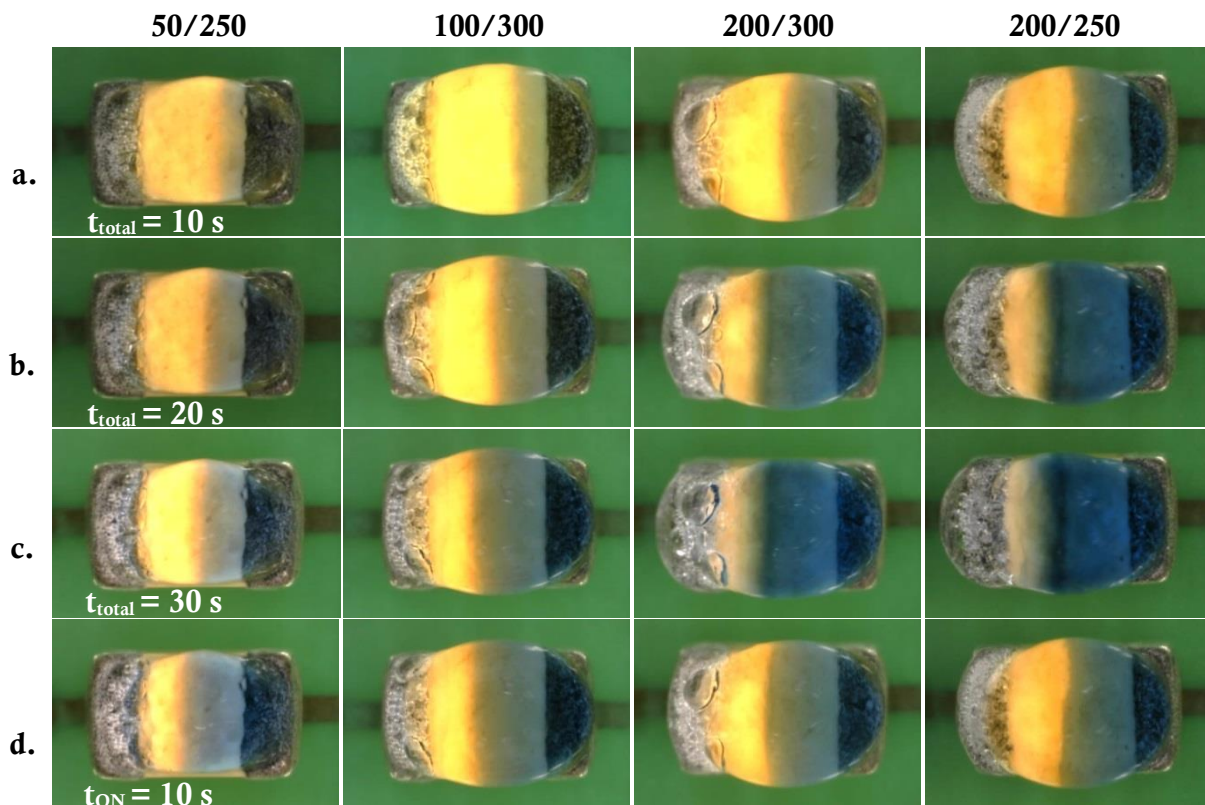 50/250 100/300 200/300 200/250
a.
t_total = 10 s
b.
t_total = 20 s
c.
t_total = 30 s
d.
t_ON = 10 s